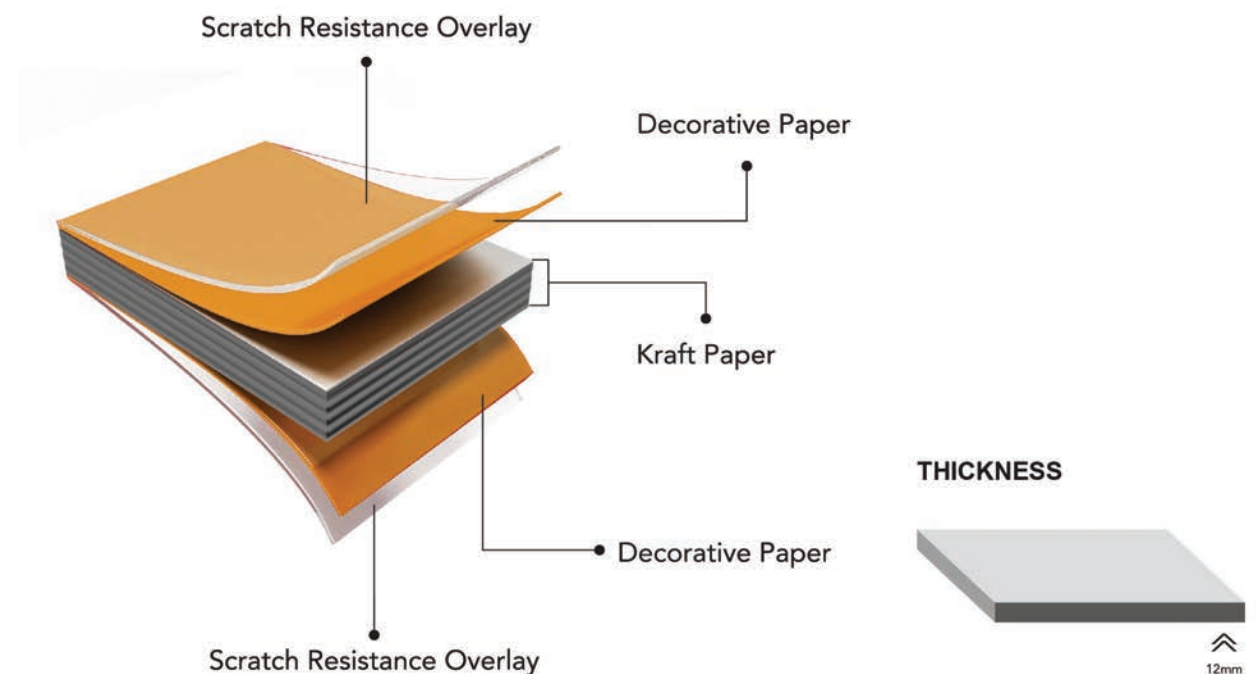 Scratch Resistance Overlay
Decorative Paper
Kraft Paper
THICKNESS
Decorative Paper
12mm
Scratch Resistance Overlay